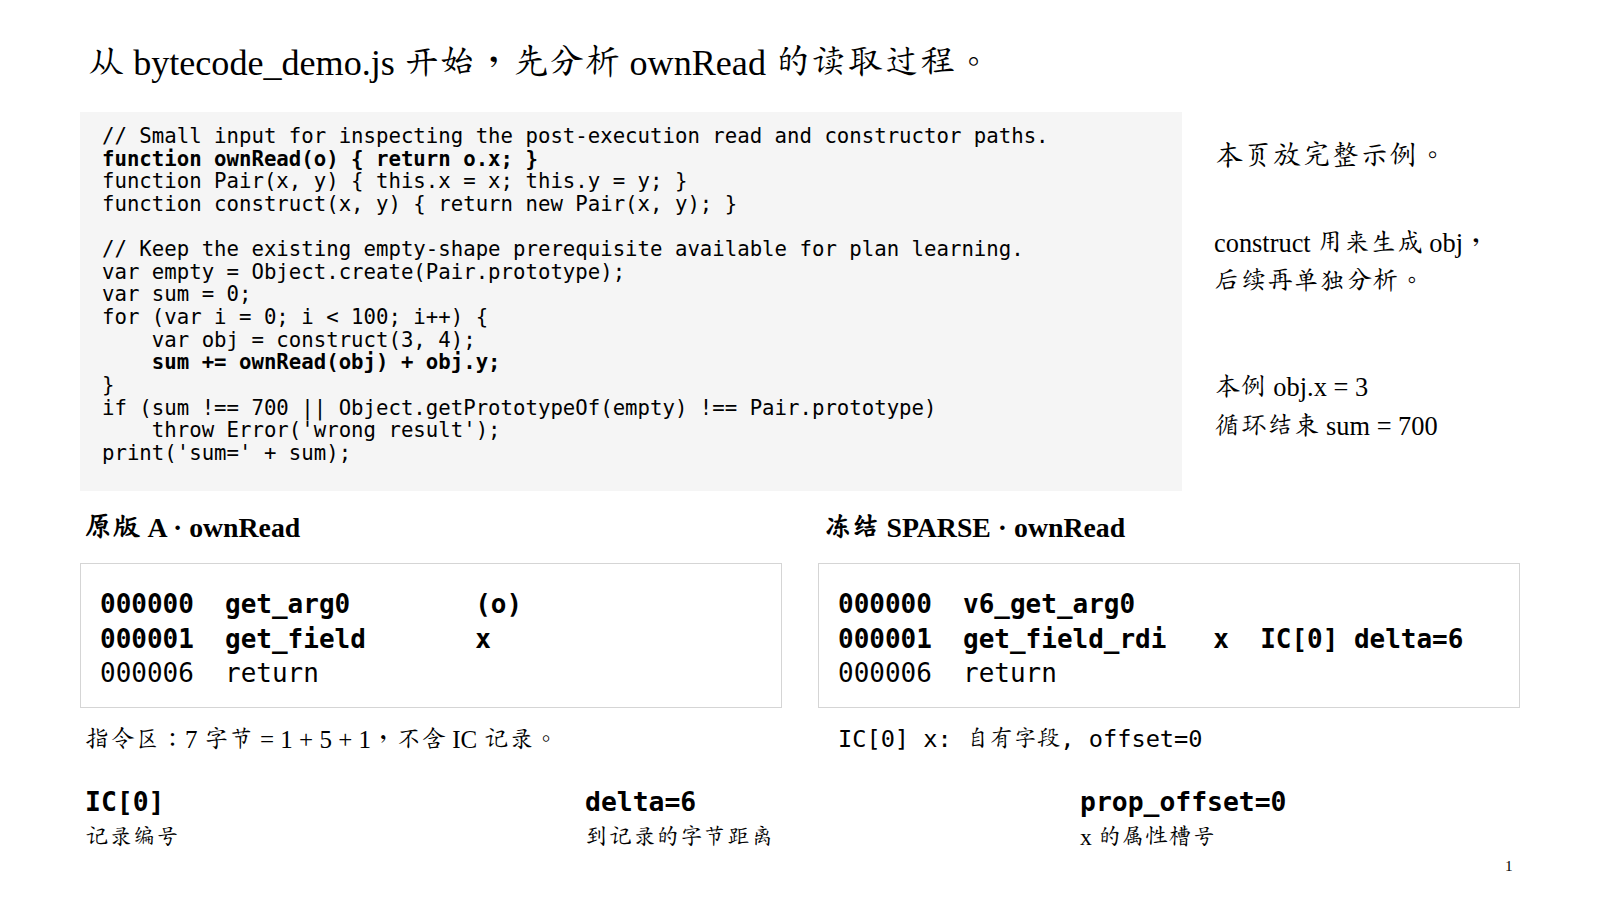 从 bytecode_demo.js 开始，先分析 ownRead 的读取过程。
// Small input for inspecting the post-execution read and constructor paths.
function ownRead(o) { return o.x; }
function Pair(x, y) { this.x = x; this.y = y; }
function construct(x, y) { return new Pair(x, y); }
// Keep the existing empty-shape prerequisite available for plan learning.
var empty = Object.create(Pair.prototype);
var sum = 0;
for (var i = 0; i < 100; i++) {
    var obj = construct(3, 4);
    sum += ownRead(obj) + obj.y;
}
if (sum !== 700 || Object.getPrototypeOf(empty) !== Pair.prototype)
    throw Error('wrong result');
print('sum=' + sum);
本页放完整示例。
construct 用来生成 obj，
后续再单独分析。
本例 obj.x = 3
循环结束 sum = 700
原版 A · ownRead
000000  get_arg0        (o)
000001  get_field       x
000006  return
指令区：7 字节 = 1 + 5 + 1，不含 IC 记录。
冻结 SPARSE · ownRead
000000  v6_get_arg0
000001  get_field_rdi   x  IC[0] delta=6
000006  return
IC[0] x: 自有字段, offset=0
IC[0]
记录编号
delta=6
到记录的字节距离
prop_offset=0
x 的属性槽号
1